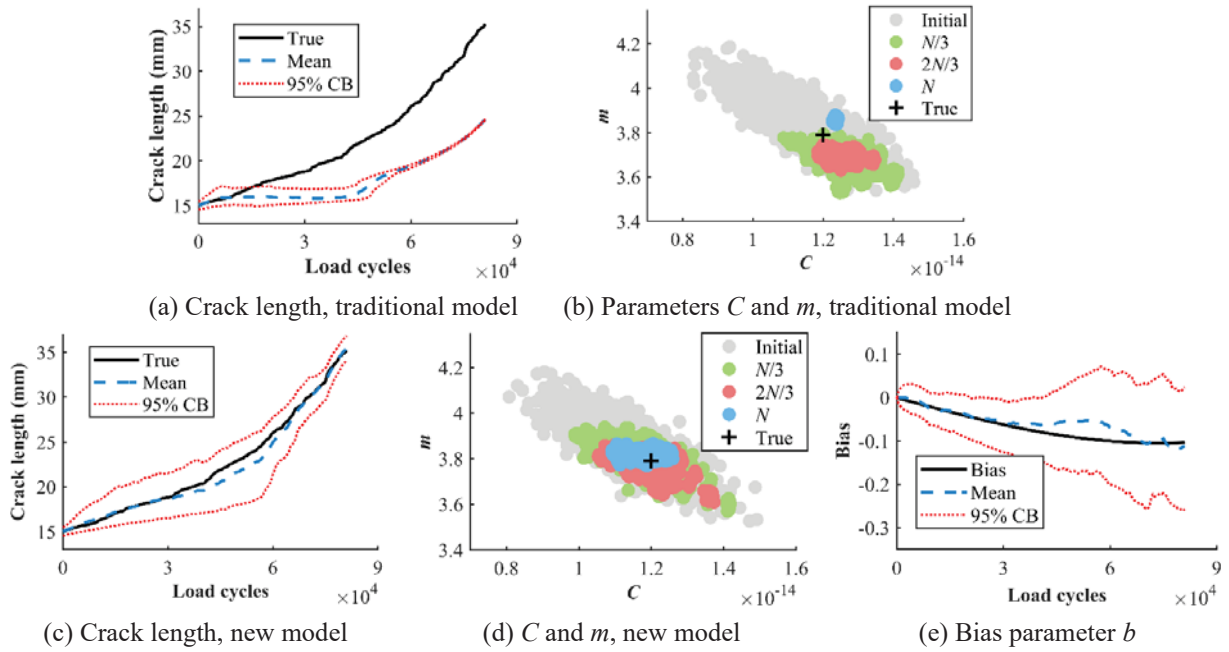 35
30
25
20
15
0
3
6
9
×10⁴
Crack length (mm)
Load cycles
True
Mean
95% CB
4.2
4
3.8
3.6
3.4
0.8
1
1.2
1.4
1.6
×10⁻¹⁴
m
C
Initial
N/3
2N/3
N
True
(a) Crack length, traditional model
(b) Parameters C and m, traditional model
35
30
25
20
15
0
3
6
9
×10⁴
Crack length (mm)
Load cycles
True
Mean
95% CB
4.2
4
3.8
3.6
3.4
0.8
1
1.2
1.4
1.6
×10⁻¹⁴
m
C
Initial
N/3
2N/3
N
True
0.1
0
-0.1
-0.2
-0.3
0
3
6
9
×10⁴
Bias
Load cycles
Bias
Mean
95% CB
(c) Crack length, new model
(d) C and m, new model
(e) Bias parameter b